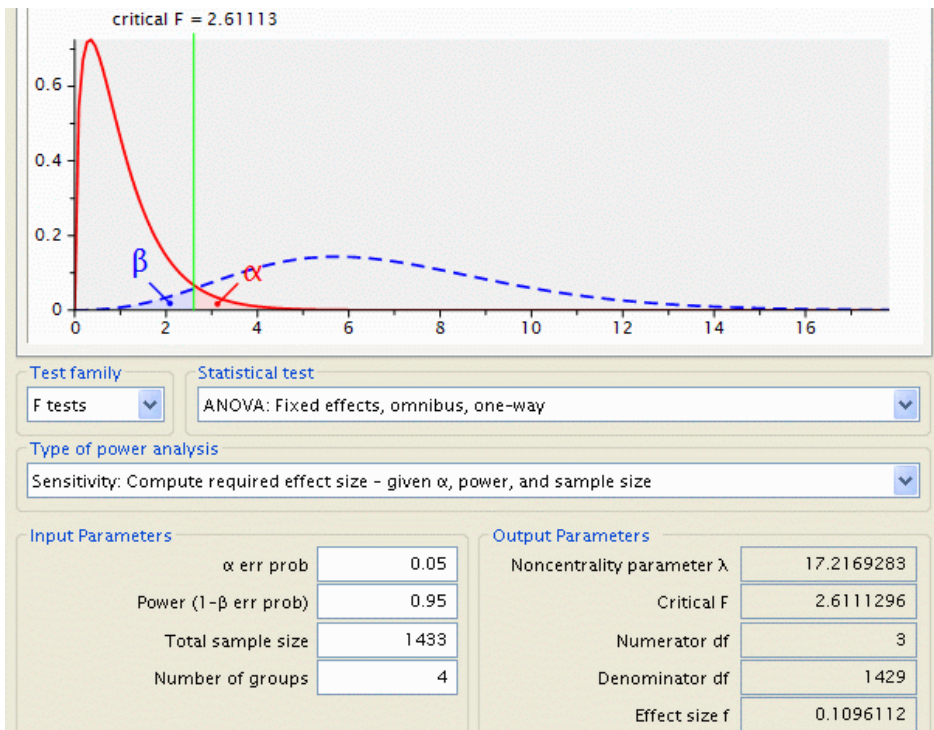 critical F = 2.61113
0.6
0.4
0.2
0
β
α
0 2 4 6 8 10 12 14 16
Test family
Statistical test
F tests
ANOVA: Fixed effects, omnibus, one-way
Type of power analysis
Sensitivity: Compute required effect size - given α, power, and sample size
Input Parameters
α err prob 0.05
Power (1-β err prob) 0.95
Total sample size 1433
Number of groups 4
Output Parameters
Noncentrality parameter λ 17.2169283
Critical F 2.6111296
Numerator df 3
Denominator df 1429
Effect size f 0.1096112